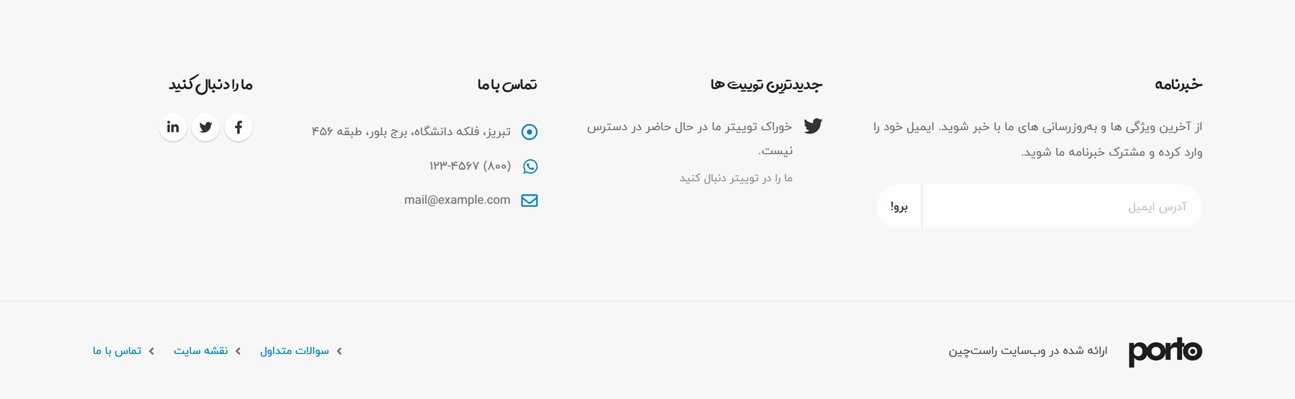 خبرنامه
از آخرین ویژگی ها و به‌روزرسانی های ما با خبر شوید. ایمیل خود را
وارد کرده و مشترک خبرنامه ما شوید.
آدرس ایمیل
برو!
جدیدترین توییت ها
خوراک توییتر ما در حال حاضر در دسترس
نیست.
ما را در توییتر دنبال کنید
تماس با ما
تبریز، فلکه دانشگاه، برج بلور، طبقه ۴۵۶
(۸۰۰) ۱۲۳-۴۵۶۷
mail@example.com
ما را دنبال کنید
porto
ارائه شده در وب‌سایت راست‌چین
سوالات متداول
نقشه سایت
تماس با ما